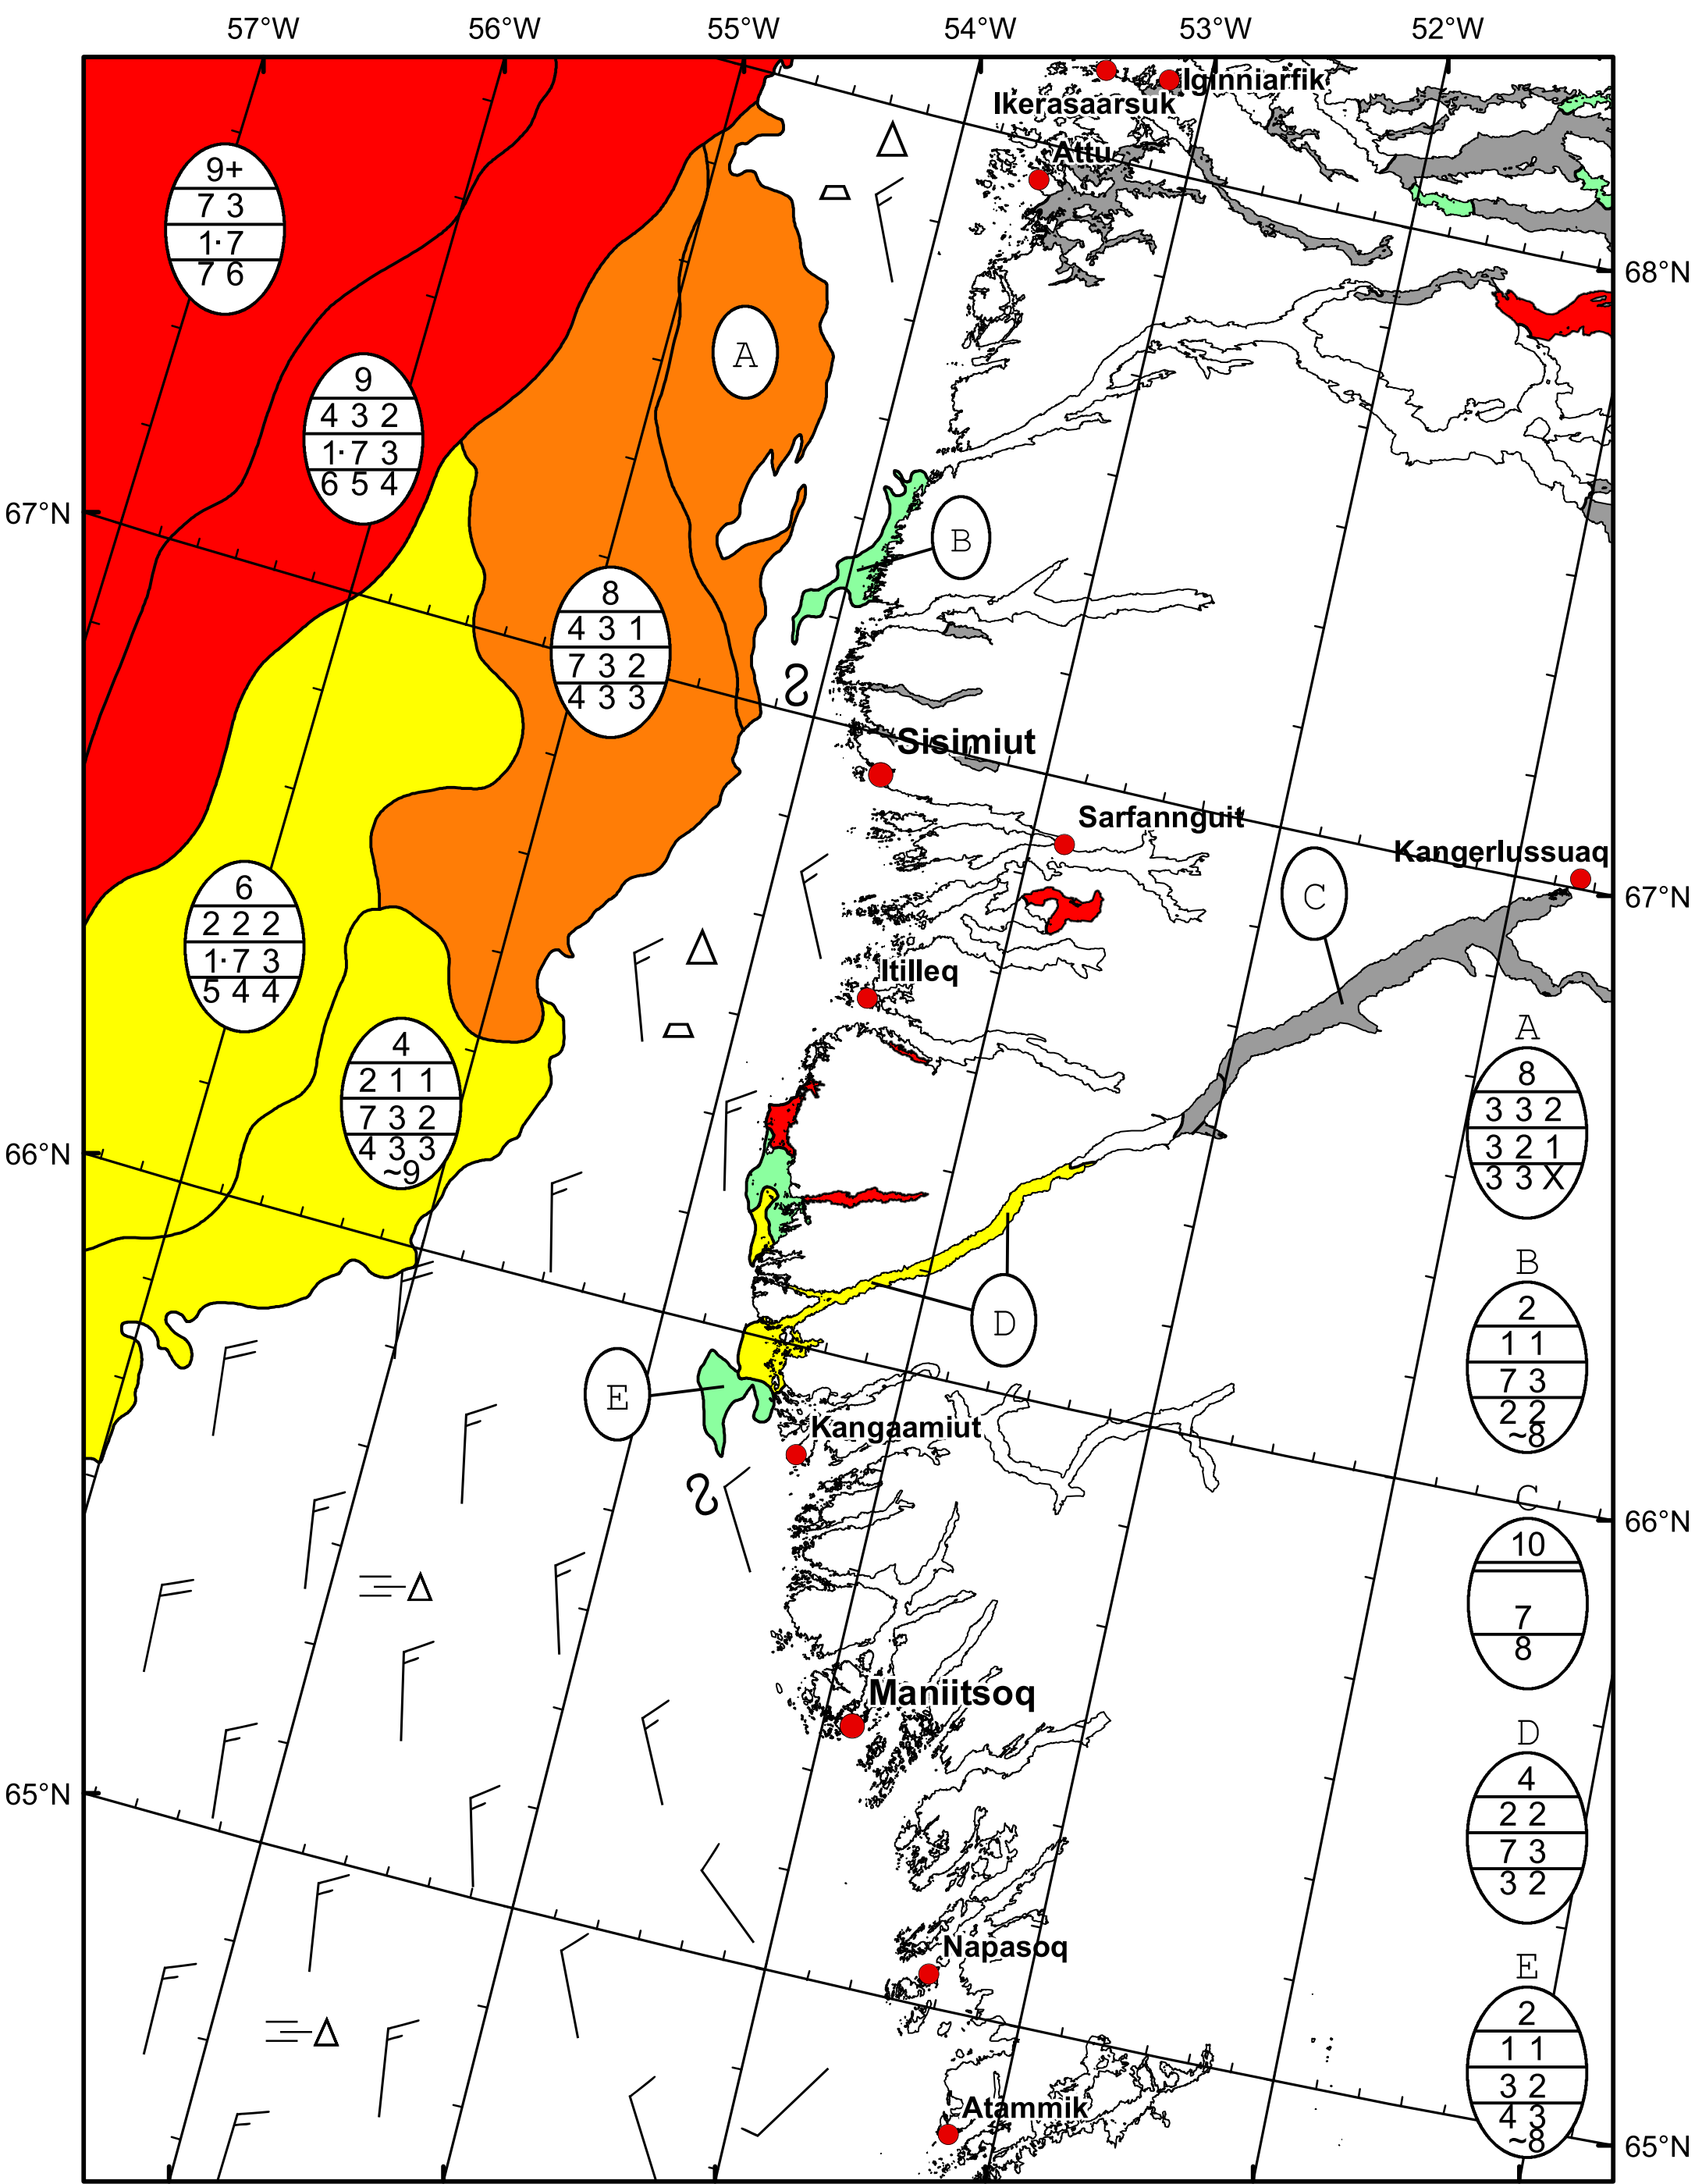 57°W 56°W 55°W 54°W 53°W 52°W
Iginniarfik
Ikerasaarsuk
Attu
9+
7 3
1· 7
7 6
68°N
A
9
4 3 2
1· 7 3
6 5 4
67°N
B
8
4 3 1
7 3 2
4 3 3
Sisimiut
Sarfannguit
Kangerlussuaq
67°N
C
6
2 2 2
1· 7 3
5 4 4
Itilleq
4
2 1 1
7 3 2
4 3 3
~9
66°N
A
8
3 3 2
3 2 1
3 3 X
D
B
2
1 1
7 3
2 2
~8
E
Kangaamiut
66°N
C
10
7
8
Maniitsoq
65°N
D
4
2 2
7 3
3 2
Napasoq
E
2
1 1
3 2
4 3
~8
Atammik
65°N